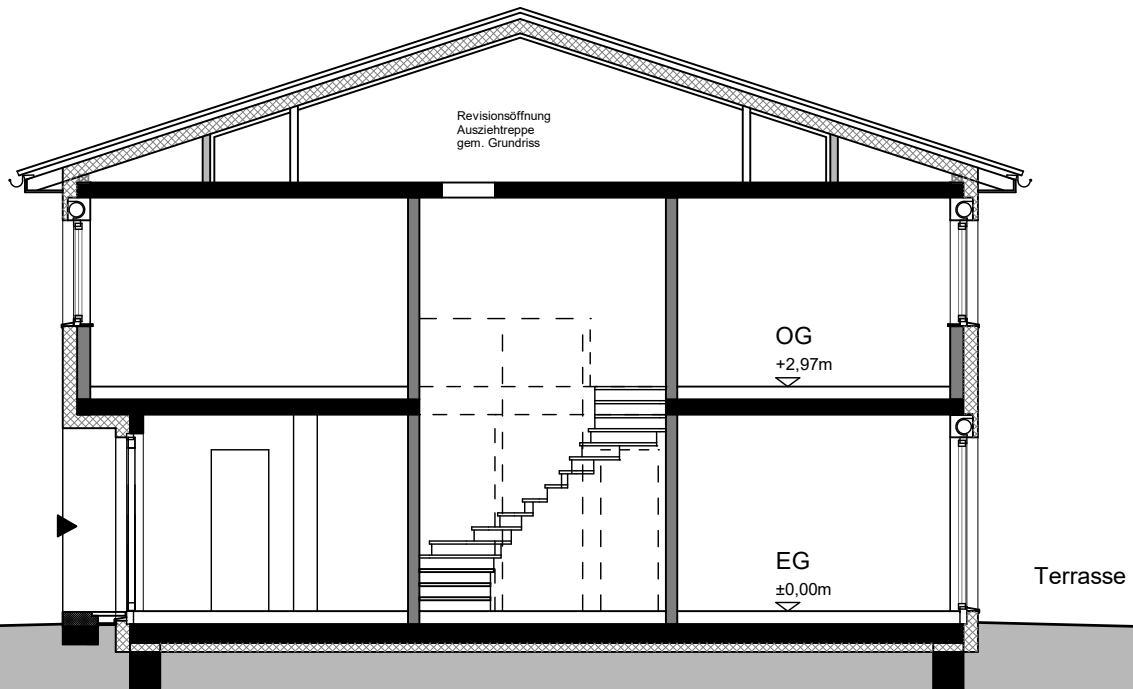 Revisionsöffnung
Ausziehtreppe
gem. Grundriss
OG
+2,97m
EG
±0,00m
Terrasse